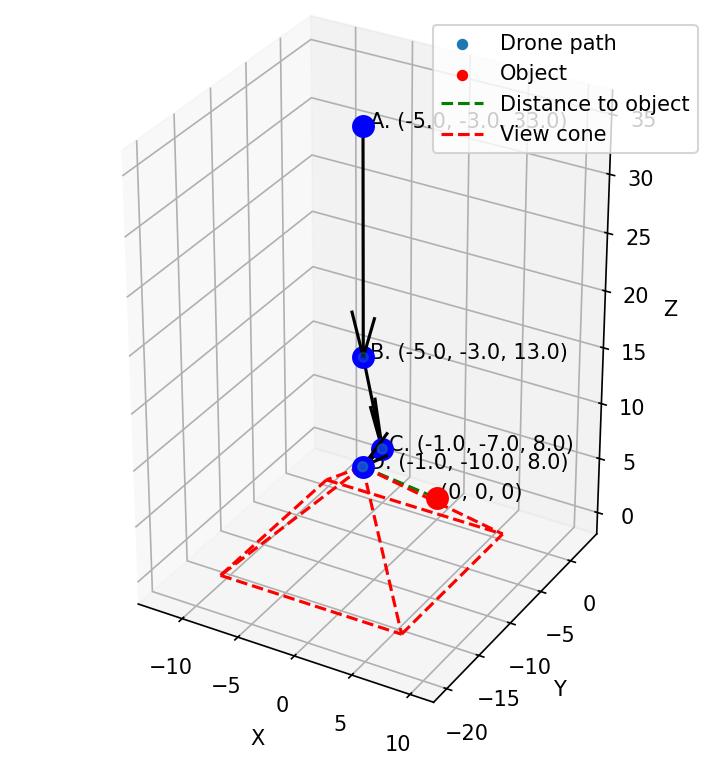 Drone path
Object
Distance to object
View cone
A. (-5.0, -3.0, 33.0)
35
30
25
20
Z
15
10
5
0
B. (-5.0, -3.0, 13.0)
C. (-1.0, -7.0, 8.0)
D. (-1.0, -10.0, 8.0)
(0, 0, 0)
−10
−5
0
5
10
X
0
−5
−10
−15
−20
Y